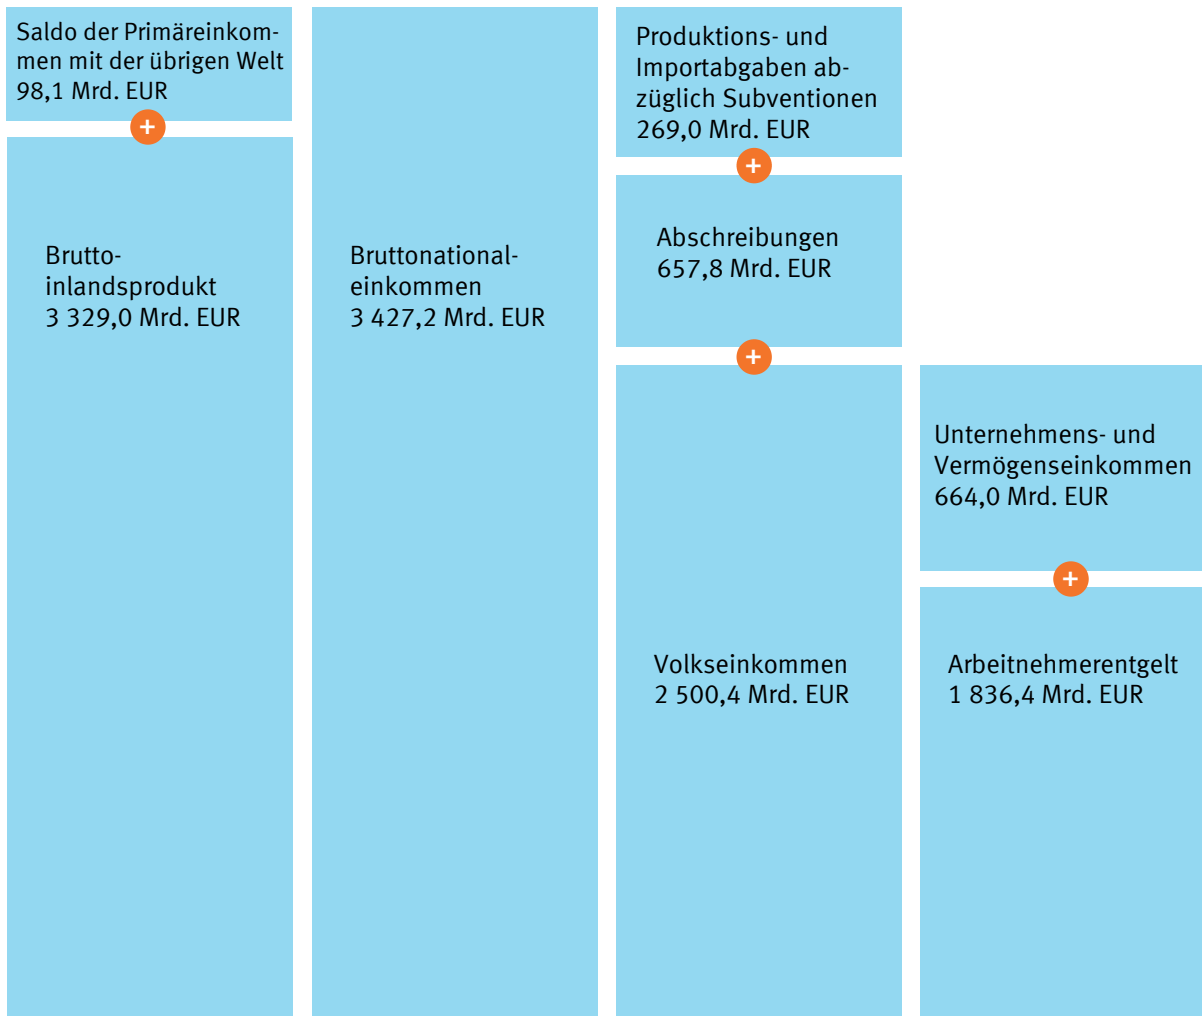 Saldo der Primäreinkom-
men mit der übrigen Welt
98,1 Mrd. EUR
+
Brutto-
inlandsprodukt
3 329,0 Mrd. EUR
Bruttonational-
einkommen
3 427,2 Mrd. EUR
Produktions- und
Importabgaben ab-
züglich Subventionen
269,0 Mrd. EUR
+
Abschreibungen
657,8 Mrd. EUR
+
Volkseinkommen
2 500,4 Mrd. EUR
Unternehmens- und
Vermögenseinkommen
664,0 Mrd. EUR
+
Arbeitnehmerentgelt
1 836,4 Mrd. EUR